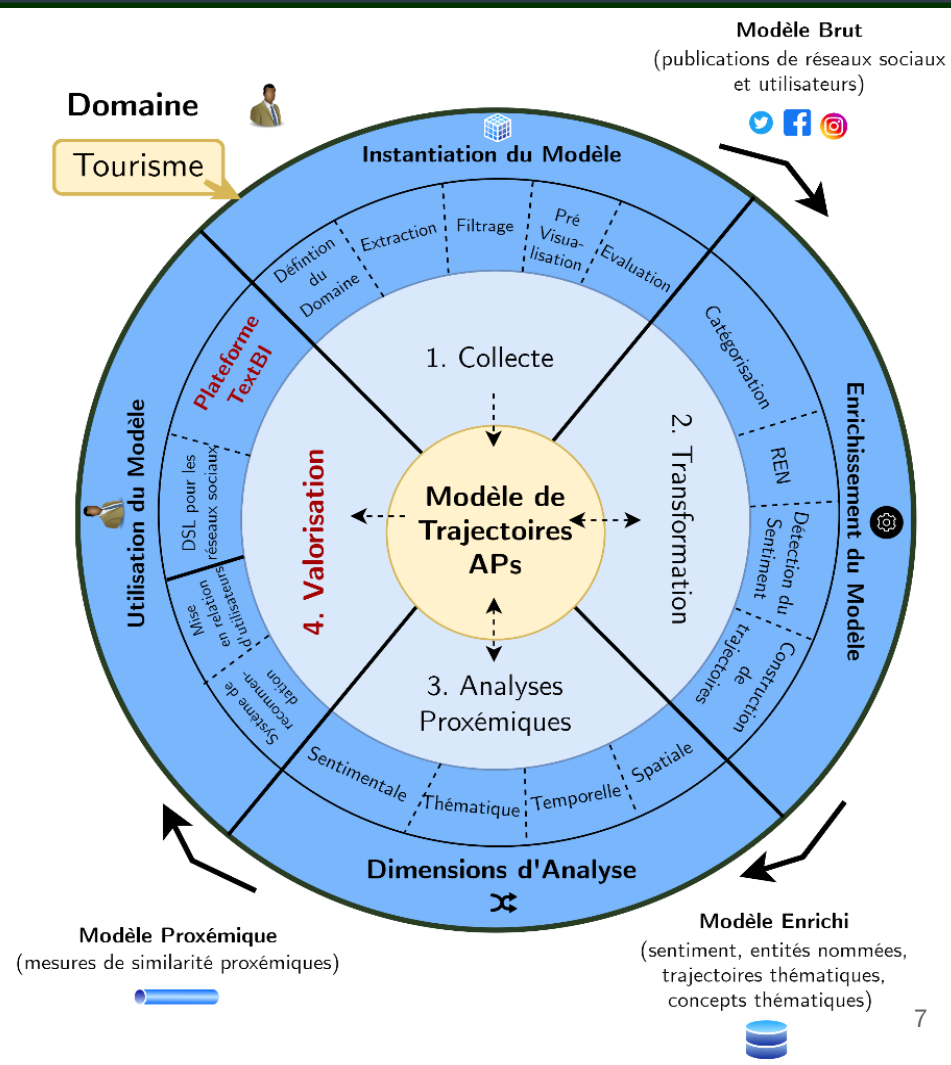 Modèle Brut
(publications de réseaux sociaux
et utilisateurs)
Domaine
Tourisme
Instantiation du Modèle
Défintion
du
Domaine
Extraction
Filtrage
Pré
Visua-
lisation
Evaluation
1. Collecte
Enrichissement du Modèle
Catégorisation
REN
Détection du
Sentiment
Construction
de
trajectoires
2. Transformation
Modèle de
Trajectoires
APs
3. Analyses
Proxémiques
Spatiale
Temporelle
Thématique
Sentimentale
Dimensions d'Analyse
4. Valorisation
Utilisation du Modèle
Plateforme
TextBI
DSL pour les
réseaux sociaux
Mise
en relation
d'utilisateurs
Système de
recommen-
dation
Modèle Proxémique
(mesures de similarité proxémiques)
Modèle Enrichi
(sentiment, entités nommées,
trajectoires thématiques,
concepts thématiques)
7